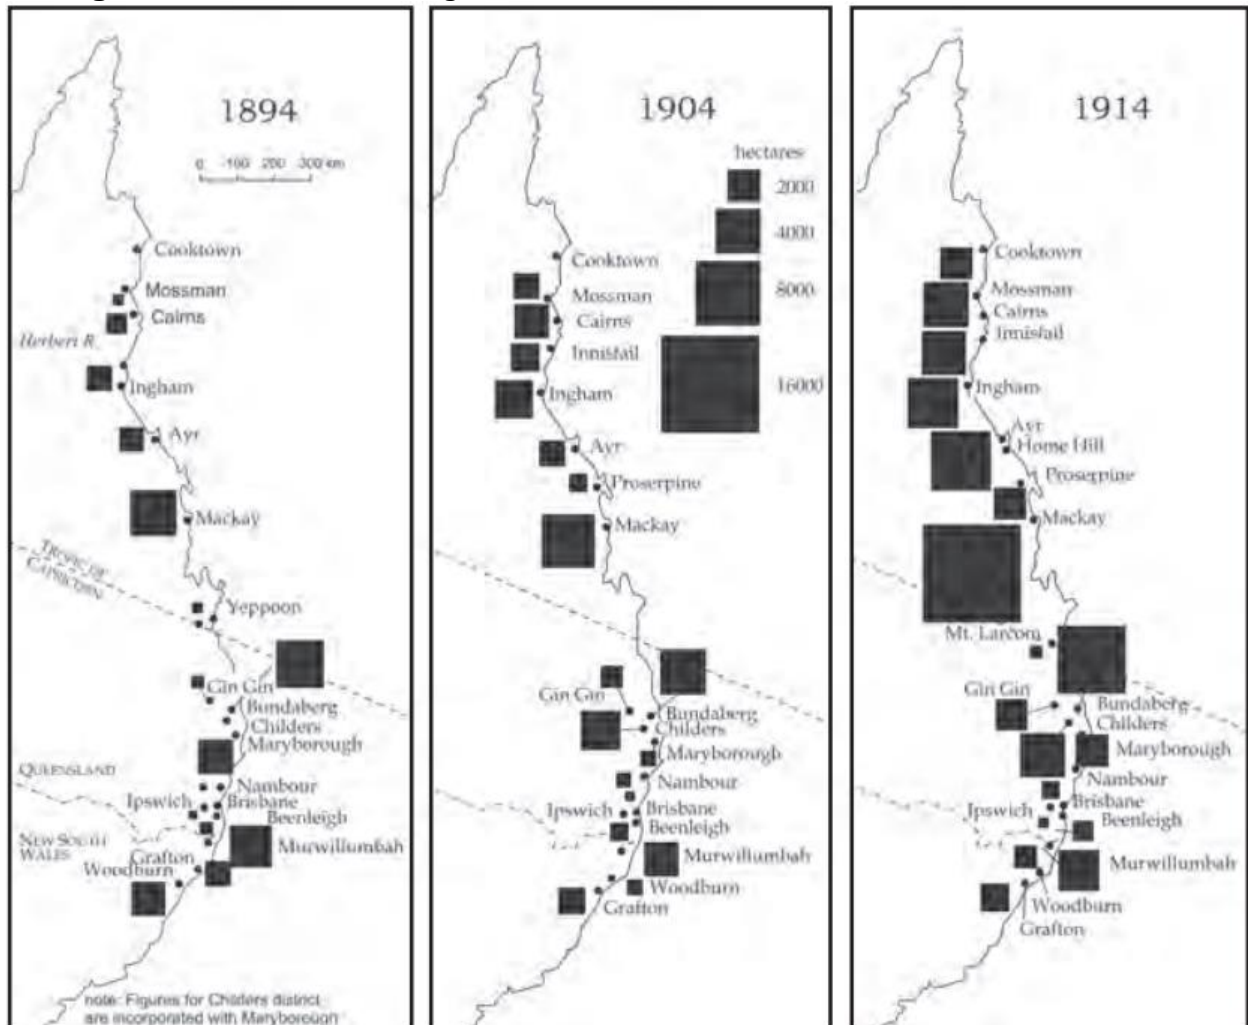 1894
0 100 200 300 km
Cooktown
Mossman
Cairns
Herbert R.
Ingham
Ayr
Mackay
TROPIC OF
CAPRICORN
Yeppoon
Gin Gin
Bundaberg
Childers
Maryborough
QUEENSLAND
Nambour
Ipswich
Brisbane
Beenleigh
NEW SOUTH
WALES
Murwillumbah
Grafton
Woodburn
note: Figures for Childers district
are incorporated with Maryborough
1904
hectares
2000
4000
8000
16000
Cooktown
Mossman
Cairns
Innisfail
Ingham
Ayr
Proserpine
Mackay
Gin Gin
Bundaberg
Childers
Maryborough
Nambour
Ipswich
Brisbane
Beenleigh
Murwillumbah
Woodburn
Grafton
1914
Cooktown
Mossman
Cairns
Innisfail
Ingham
Ayr
Home Hill
Proserpine
Mackay
Mt. Larcom
Gin Gin
Bundaberg
Childers
Maryborough
Nambour
Ipswich
Brisbane
Beenleigh
Murwillumbah
Woodburn
Grafton